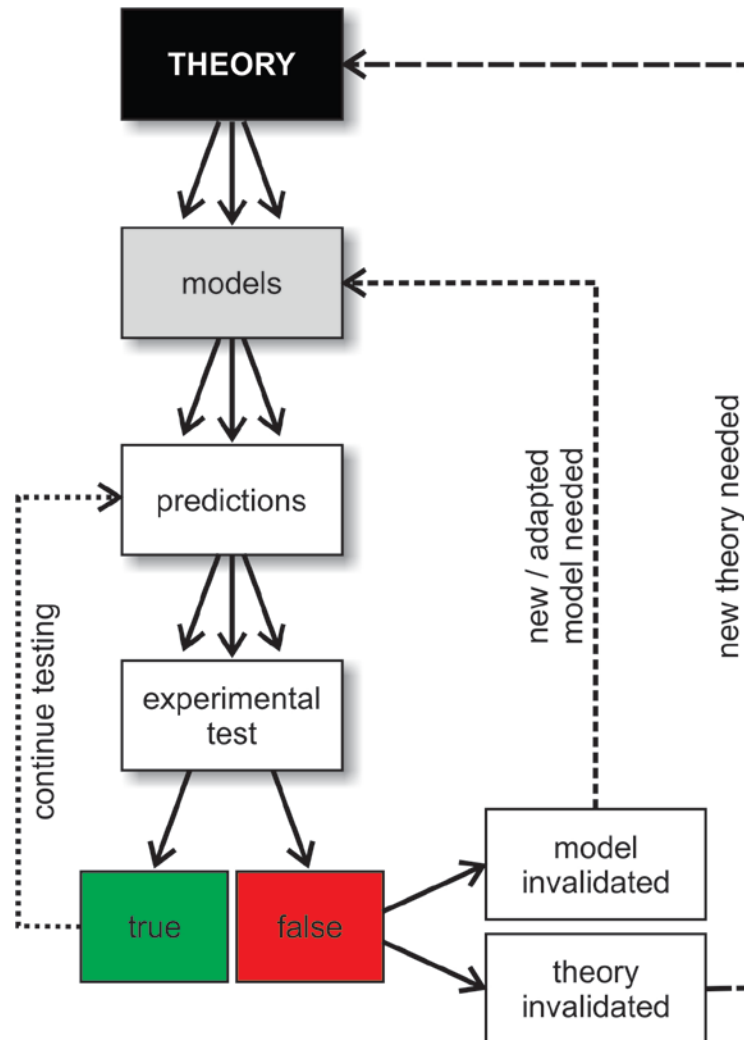 THEORY
models
predictions
experimental
test
continue testing
true
false
model
invalidated
theory
invalidated
new / adapted
model needed
new theory needed